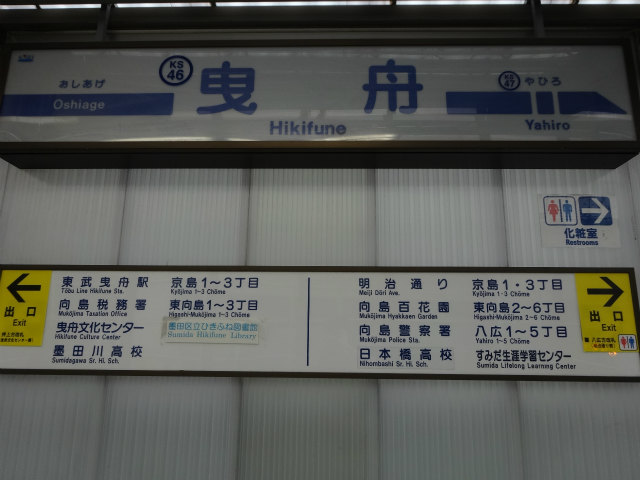 おしあげ
Oshiage
KS
46
曳舟
Hikifune
KS
47
やひろ
Yahiro
化粧室
Restrooms
出口
Exit
東武曳舟駅
Tōbu Line Hikifune Sta.
向島税務署
Mukōjima Taxation Office
曳舟文化センター
Hikifune Culture Center
墨田川高校
Sumidagawa Sr. Hi. Sch.
京島1~3丁目
Kyōjima 1~3 Chōme
東向島1~3丁目
Higashi-Mukōjima 1~3 Chōme
墨田区立ひきふね図書館
Sumida Hikifune Library
明治通り
Meiji Dōri Ave.
向島百花園
Mukōjima Hyakkaen Garden
向島警察署
Mukōjima Police Sta.
日本橋高校
Nihombashi Sr. Hi. Sch.
京島1・3丁目
Kyōjima 1·3 Chōme
東向島2~6丁目
Higashi-Mukōjima 2~6 Chōme
八広1~5丁目
Yahiro 1~5 Chōme
すみだ生涯学習センター
Sumida Lifelong Learning Center
出口
Exit